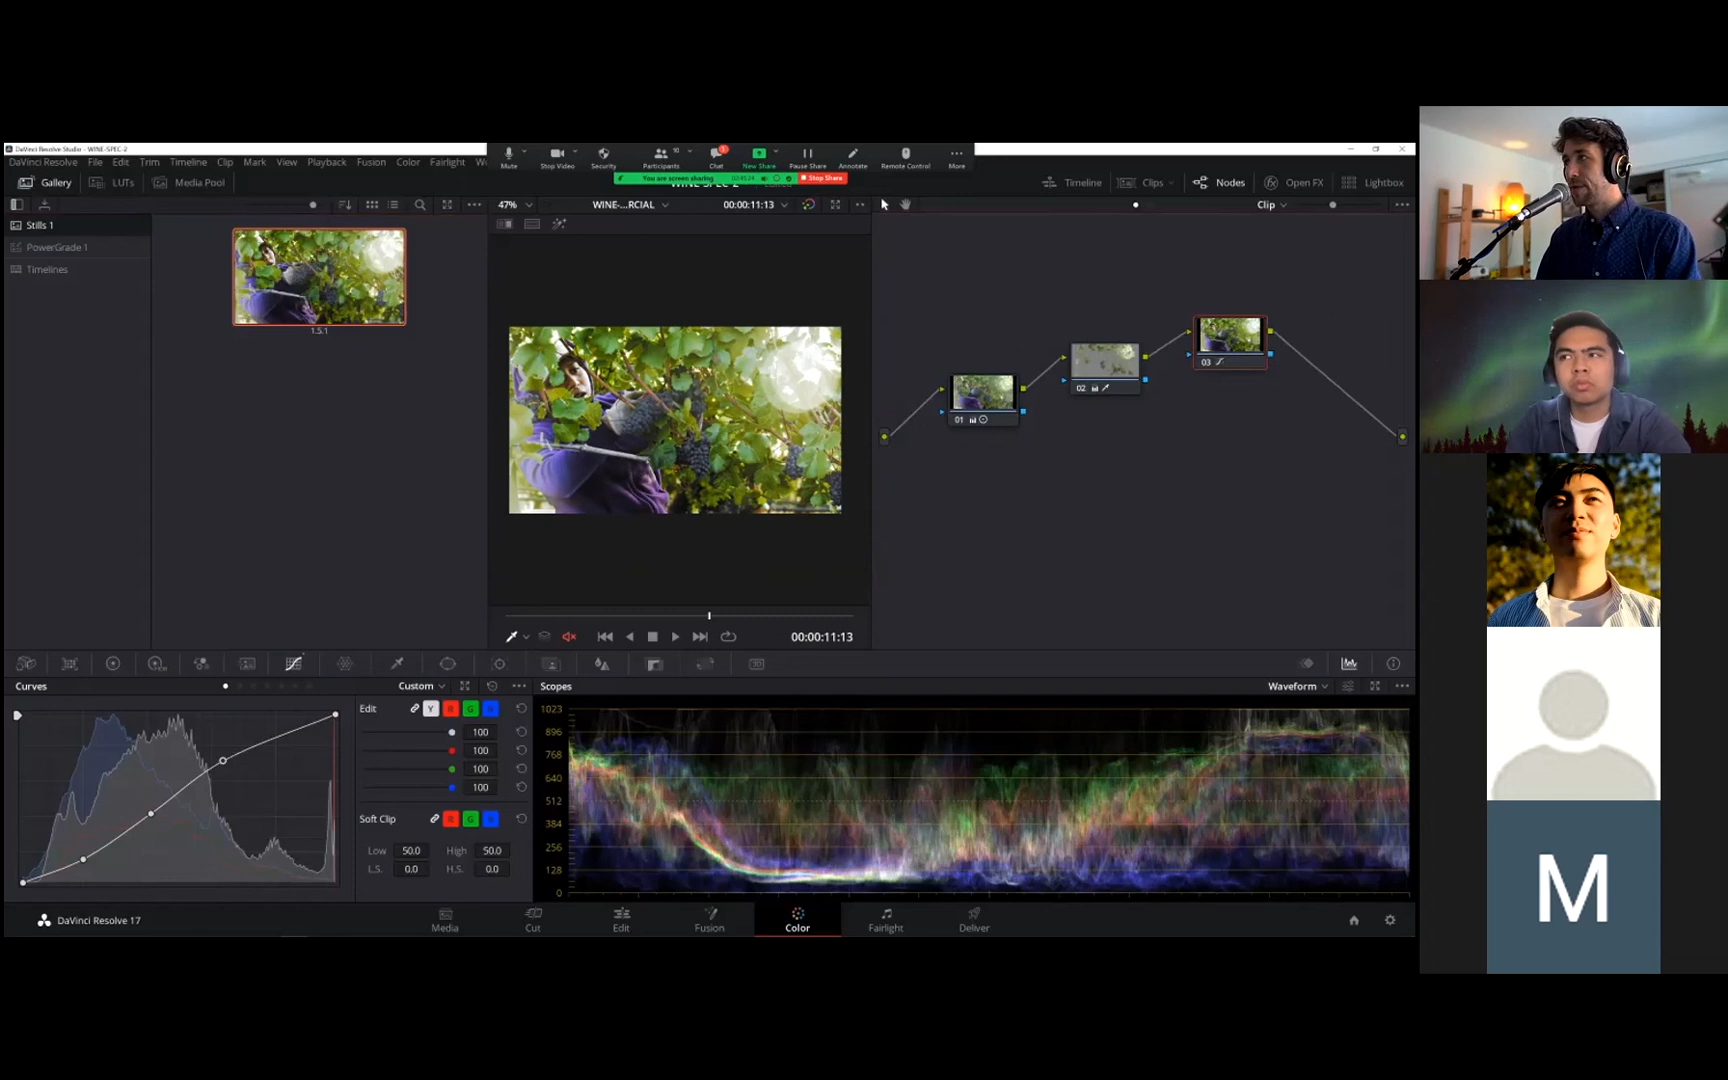 DaVinci Resolve Studio - WINE-SPEC-2
DaVinci Resolve File Edit Trim Timeline Clip Mark View Playback Fusion Color Fairlight Wo
Mute Stop Video Security Participants 10 Chat 1 New Share Pause Share Annotate Remote Control More
You are screen sharing 02:45:24 Stop Share
WINE-SPEC-2
Gallery LUTs Media Pool
Timeline Clips Nodes Open FX Lightbox
47% WINE-...RCIAL 00:00:11:13
Clip
Stills 1
PowerGrade 1
Timelines
1.5.1
01
02
03
00:00:11:13
Curves Custom
Scopes Waveform
Edit Y R G B
100
100
100
100
Soft Clip R G B
Low 50.0 High 50.0
L.S. 0.0 H.S. 0.0
1023
896
768
640
512
384
256
128
0
DaVinci Resolve 17
Media Cut Edit Fusion Color Fairlight Deliver
M